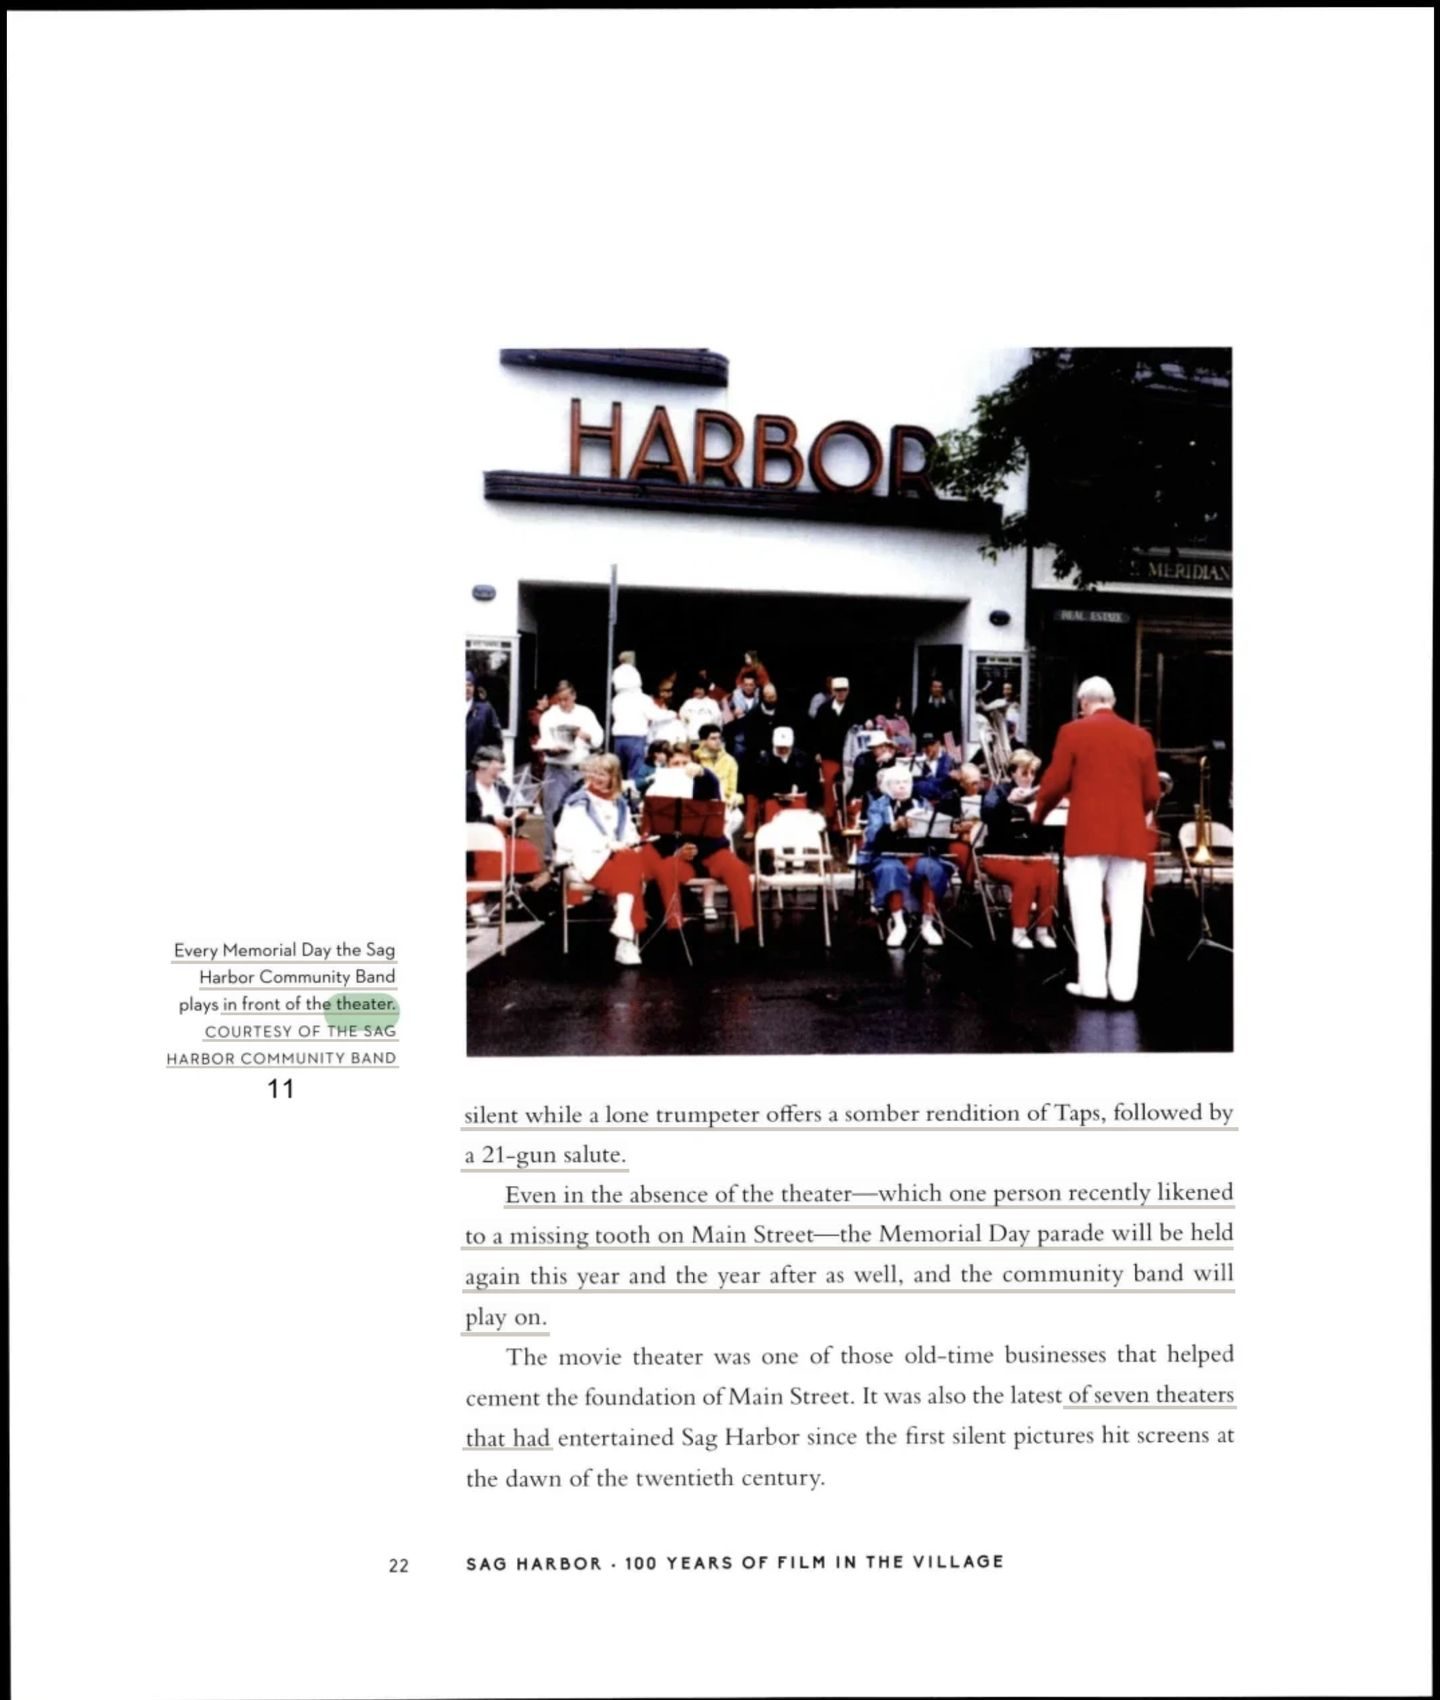 HARBOR
MERIDIAN
REAL ESTATE
Every Memorial Day the Sag
Harbor Community Band
plays in front of the theater.
COURTESY OF THE SAG
HARBOR COMMUNITY BAND
11
silent while a lone trumpeter offers a somber rendition of Taps, followed by
a 21-gun salute.
Even in the absence of the theater—which one person recently likened
to a missing tooth on Main Street—the Memorial Day parade will be held
again this year and the year after as well, and the community band will
play on.
The movie theater was one of those old-time businesses that helped
cement the foundation of Main Street. It was also the latest of seven theaters
that had entertained Sag Harbor since the first silent pictures hit screens at
the dawn of the twentieth century.
22 SAG HARBOR · 100 YEARS OF FILM IN THE VILLAGE